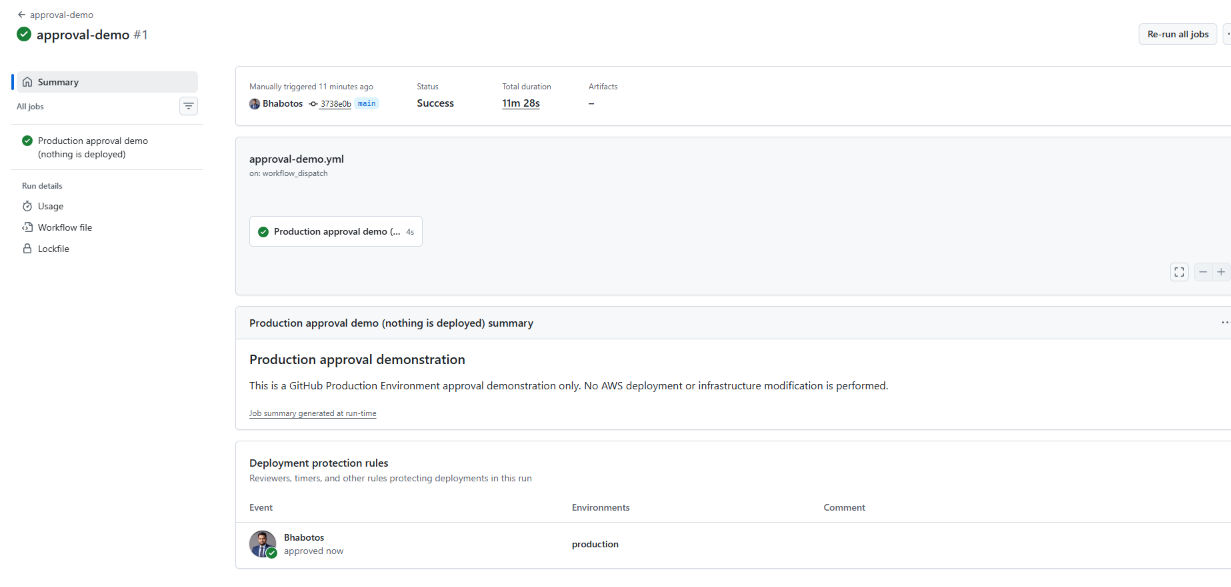 ← approval-demo
approval-demo #1
Re-run all jobs
Summary
All jobs
Production approval demo
(nothing is deployed)
Run details
Usage
Workflow file
Lockfile
Manually triggered 11 minutes ago
Bhabotos 3738e0b main
Status
Success
Total duration
11m 28s
Artifacts
–
approval-demo.yml
on: workflow_dispatch
Production approval demo (... 4s
Production approval demo (nothing is deployed) summary
Production approval demonstration
This is a GitHub Production Environment approval demonstration only. No AWS deployment or infrastructure modification is performed.
Job summary generated at run-time
Deployment protection rules
Reviewers, timers, and other rules protecting deployments in this run
Event Environments Comment
Bhabotos
approved now
production